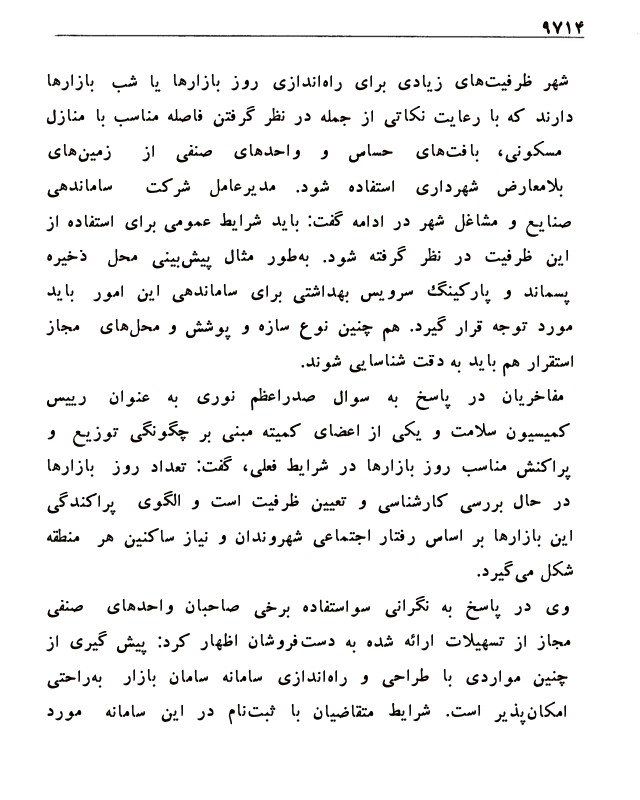 ۹۷۱۴
شهر ظرفیت‌های زیادی برای راه‌اندازی روز بازارها یا شب بازارها
دارند که با رعایت نکاتی از جمله در نظر گرفتن فاصله مناسب با منازل
مسکونی، بافت‌های حساس و واحدهای صنفی از زمین‌های
بلامعارض شهرداری استفاده شود. مدیرعامل شرکت ساماندهی
صنایع و مشاغل شهر در ادامه گفت: باید شرایط عمومی برای استفاده از
این ظرفیت در نظر گرفته شود. به‌طور مثال پیش‌بینی محل ذخیره
پسماند و پارکینگ سرویس بهداشتی برای ساماندهی این امور باید
مورد توجه قرار گیرد. هم چنین نوع سازه و پوشش و محل‌های مجاز
استقرار هم باید به دقت شناسایی شوند.
مفاخریان در پاسخ به سوال صدراعظم نوری به عنوان رییس
کمیسیون سلامت و یکی از اعضای کمیته مبنی بر چگونگی توزیع و
پراکنش مناسب روز بازارها در شرایط فعلی، گفت: تعداد روز بازارها
در حال بررسی کارشناسی و تعیین ظرفیت است و الگوی پراکندگی
این بازارها بر اساس رفتار اجتماعی شهروندان و نیاز ساکنین هر منطقه
شکل می‌گیرد.
وی در پاسخ به نگرانی سواستفاده برخی صاحبان واحدهای صنفی
مجاز از تسهیلات ارائه شده به دست‌فروشان اظهار کرد: پیش گیری از
چنین مواردی با طراحی و راه‌اندازی سامانه سامان بازار به‌راحتی
امکان‌پذیر است. شرایط متقاضیان با ثبت‌نام در این سامانه مورد